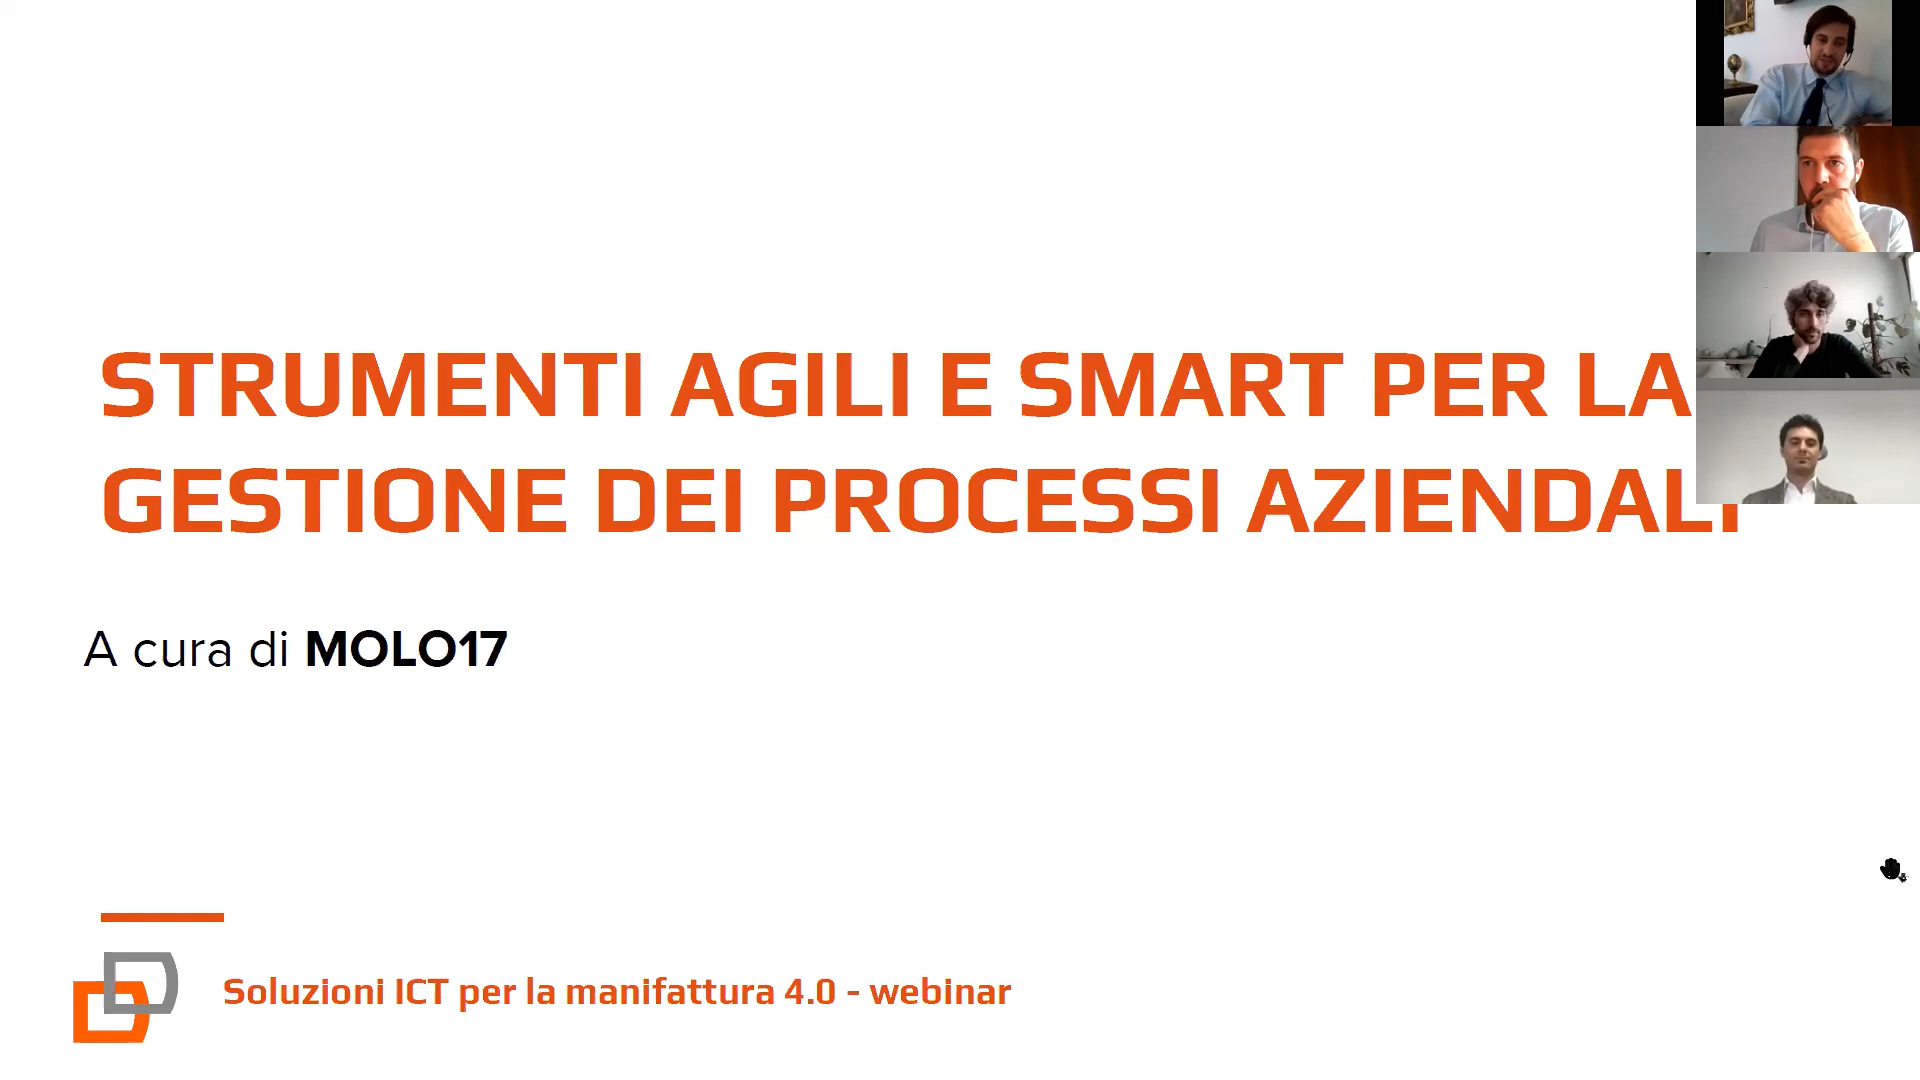 STRUMENTI AGILI E SMART PER LA
GESTIONE DEI PROCESSI AZIENDALI
A cura di MOLO17
Soluzioni ICT per la manifattura 4.0 - webinar